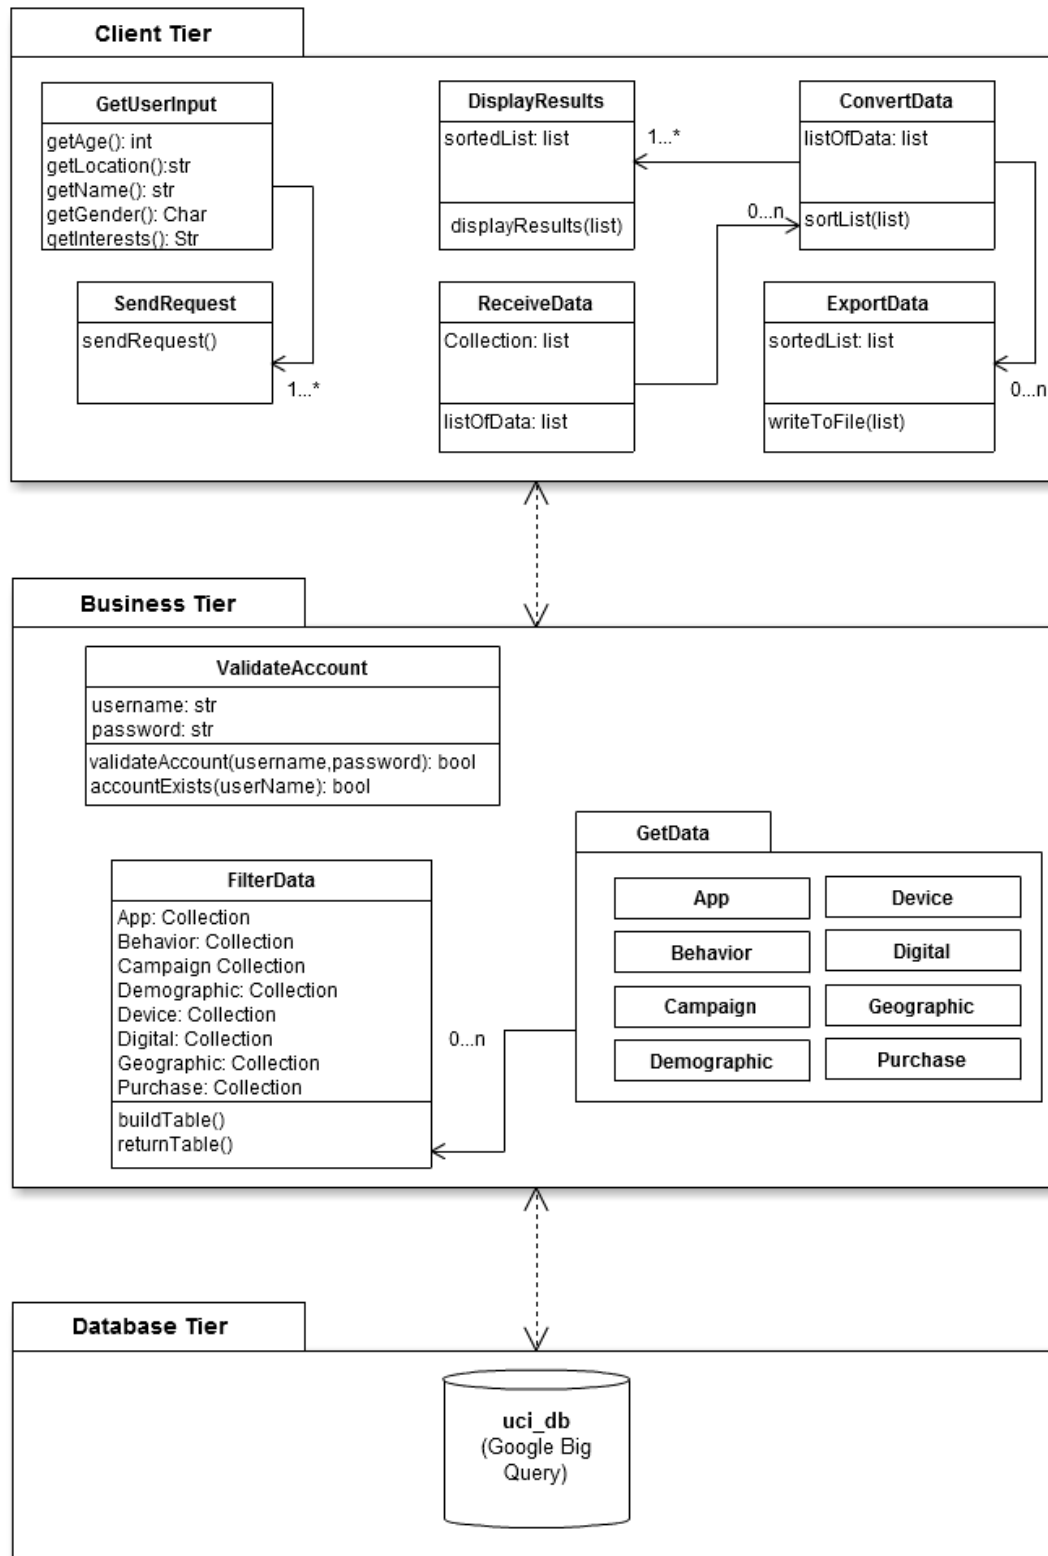 Client Tier
GetUserInput
getAge(): int
getLocation():str
getName(): str
getGender(): Char
getInterests(): Str
SendRequest
sendRequest()
1...*
DisplayResults
sortedList: list
displayResults(list)
1...*
ConvertData
listOfData: list
sortList(list)
0...n
ReceiveData
Collection: list
listOfData: list
ExportData
sortedList: list
writeToFile(list)
0...n
Business Tier
ValidateAccount
username: str
password: str
validateAccount(username,password): bool
accountExists(userName): bool
FilterData
App: Collection
Behavior: Collection
Campaign Collection
Demographic: Collection
Device: Collection
Digital: Collection
Geographic: Collection
Purchase: Collection
buildTable()
returnTable()
0...n
GetData
App
Device
Behavior
Digital
Campaign
Geographic
Demographic
Purchase
Database Tier
uci_db
(Google Big
Query)